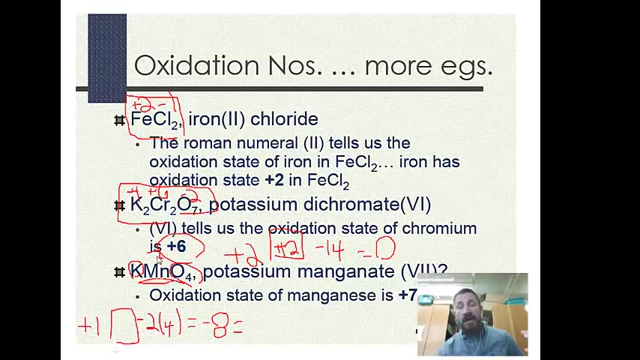 Oxidation Nos. ... more egs.
+2 -1
FeCl2, iron(II) chloride
The roman numeral (II) tells us the
oxidation state of iron in FeCl2... iron has
oxidation state +2 in FeCl2
-2
K2Cr2O7, potassium dichromate(VI)
(VI) tells us the oxidation state of chromium
is +6
+2 +12 -14 = 0
KMnO4, potassium manganate (VII)?
Oxidation state of manganese is +7
+1 -2(4) = -8 =